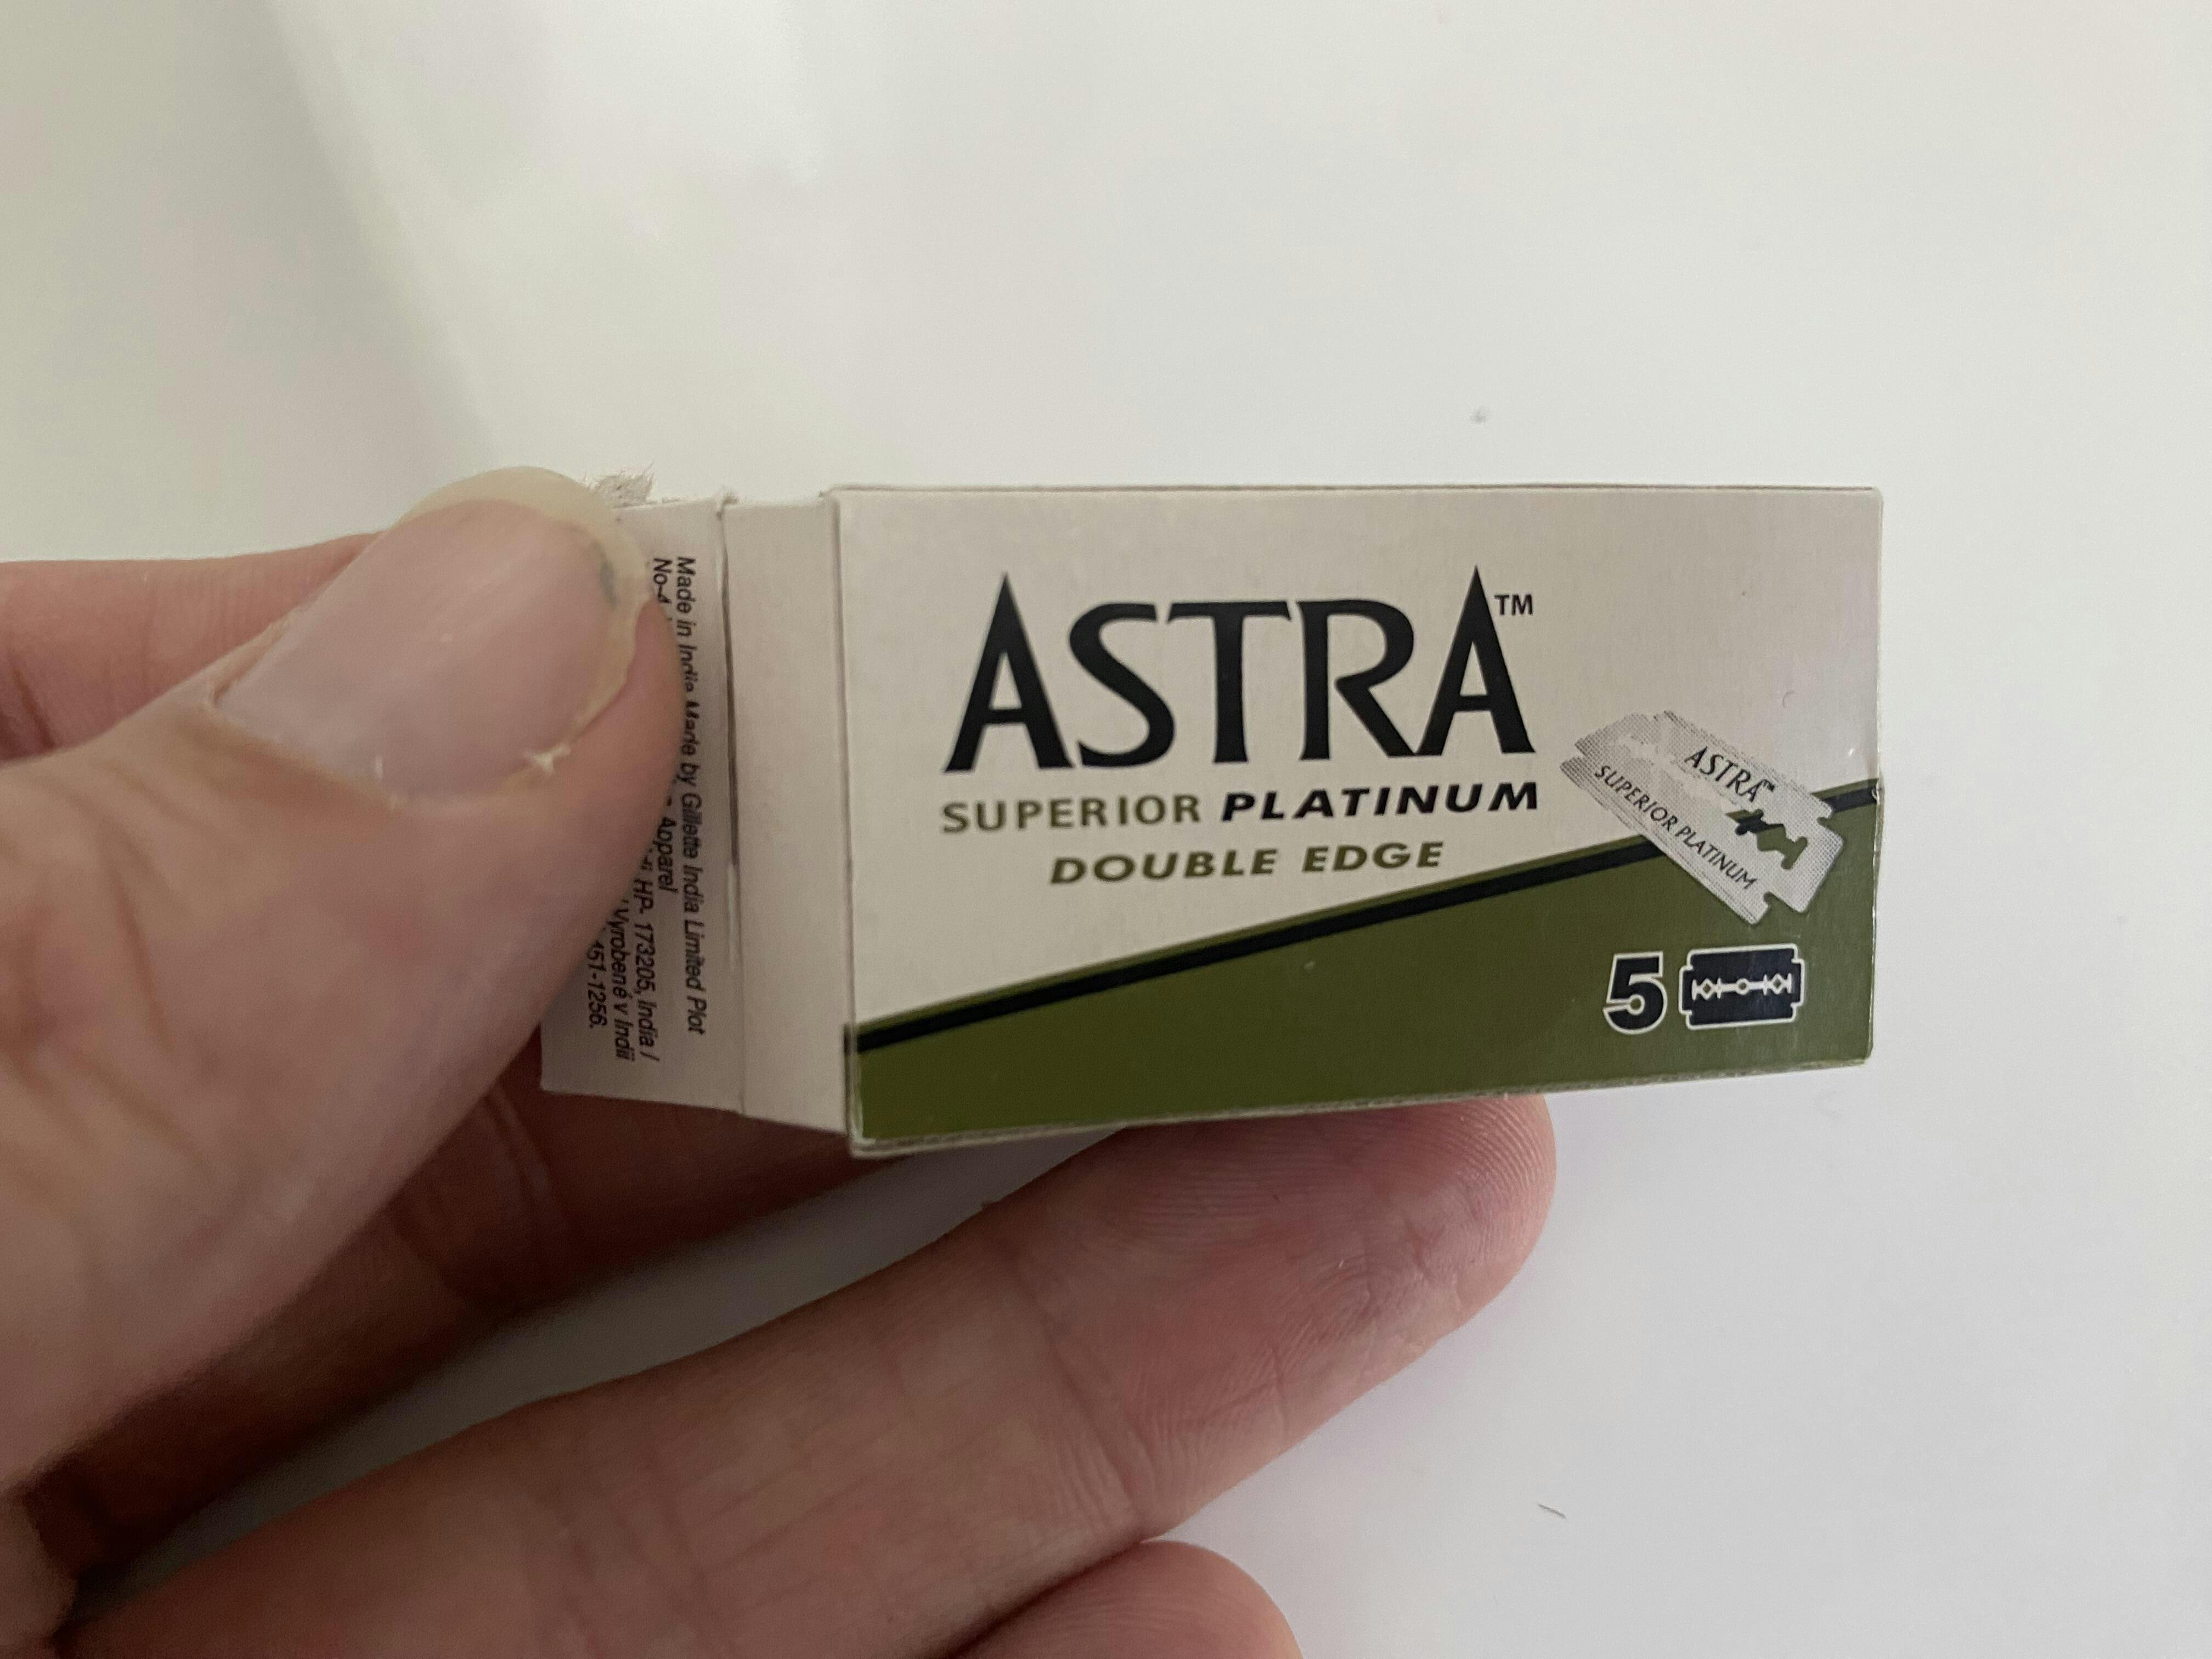 Made in India Made by Gillette India Limited Plot
Apparel
HP- 173205, India /
Vyrobené v Indii
51-1256.
ASTRA™
SUPERIOR PLATINUM
DOUBLE EDGE
ASTRA™
SUPERIOR PLATINUM
5